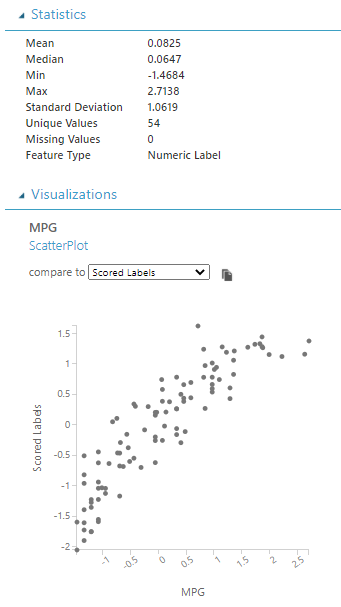 Statistics
Mean 0.0825
Median 0.0647
Min -1.4684
Max 2.7138
Standard Deviation 1.0619
Unique Values 54
Missing Values 0
Feature Type Numeric Label
Visualizations
MPG
ScatterPlot
compare to Scored Labels
1.5
1
0.5
0
-0.5
-1
-1.5
-2
Scored Labels
-1 -0.5 0 0.5 1 1.5 2 2.5
MPG